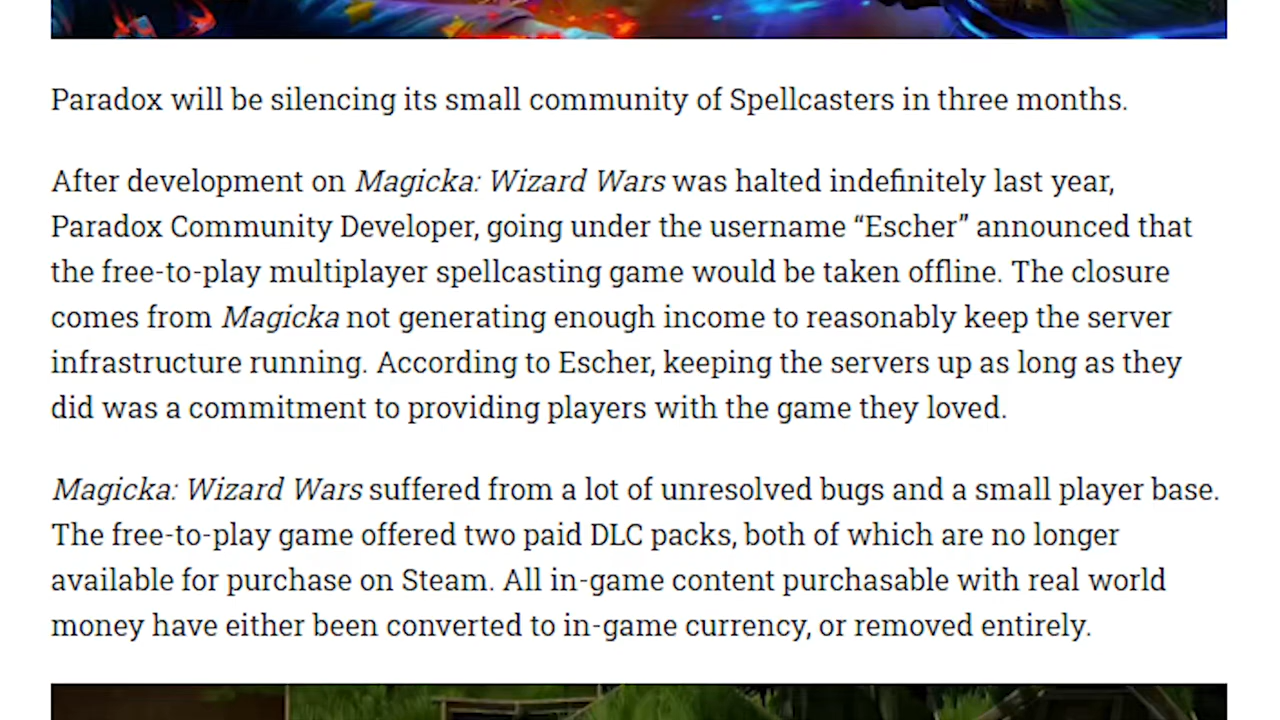 Paradox will be silencing its small community of Spellcasters in three months.
After development on Magicka: Wizard Wars was halted indefinitely last year,
Paradox Community Developer, going under the username “Escher” announced that
the free-to-play multiplayer spellcasting game would be taken offline. The closure
comes from Magicka not generating enough income to reasonably keep the server
infrastructure running. According to Escher, keeping the servers up as long as they
did was a commitment to providing players with the game they loved.
Magicka: Wizard Wars suffered from a lot of unresolved bugs and a small player base.
The free-to-play game offered two paid DLC packs, both of which are no longer
available for purchase on Steam. All in-game content purchasable with real world
money have either been converted to in-game currency, or removed entirely.